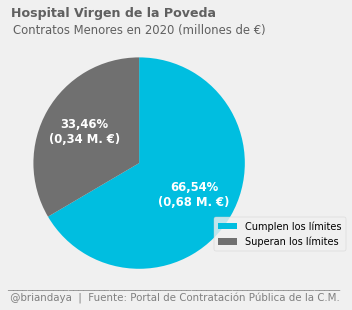 Hospital Virgen de la Poveda
Contratos Menores en 2020 (millones de €)
33,46%
(0,34 M. €)
66,54%
(0,68 M. €)
Cumplen los límites
Superan los límites
@briandaya | Fuente: Portal de Contratación Pública de la C.M.